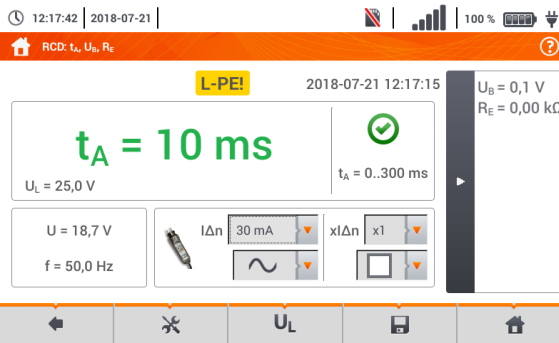 12:17:42 2018-07-21 100 %
RCD: tA, UB, RE
L-PE! 2018-07-21 12:17:15
UB = 0,1 V
RE = 0,00 kΩ
tA = 10 ms
tA = 0..300 ms
UL = 25,0 V
U = 18,7 V
f = 50,0 Hz
IΔn 30 mA xIΔn x1
UL